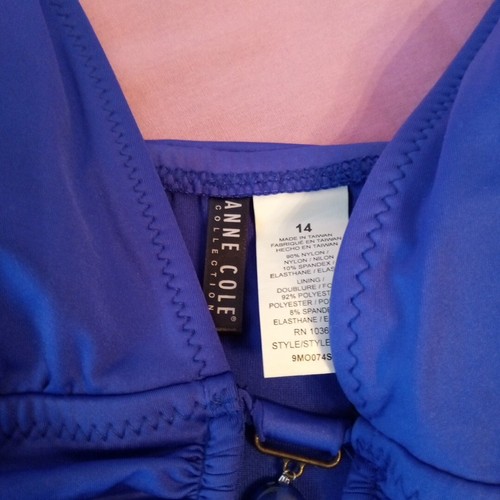 ANNE COLE®
COLLECTION
14
MADE IN TAIWAN
FABRIQUÉ EN TAIWAN
HECHO EN TAIWAN
90% NYLON /
NYLON / NILON
10% SPANDEX /
ELASTHANE / ELAS
LINING /
DOUBLURE / FO
92% POLYEST
POLYESTER / PO
8% SPAND
ELASTHANE / E
RN 1036
STYLE/STYLE
9MO074S